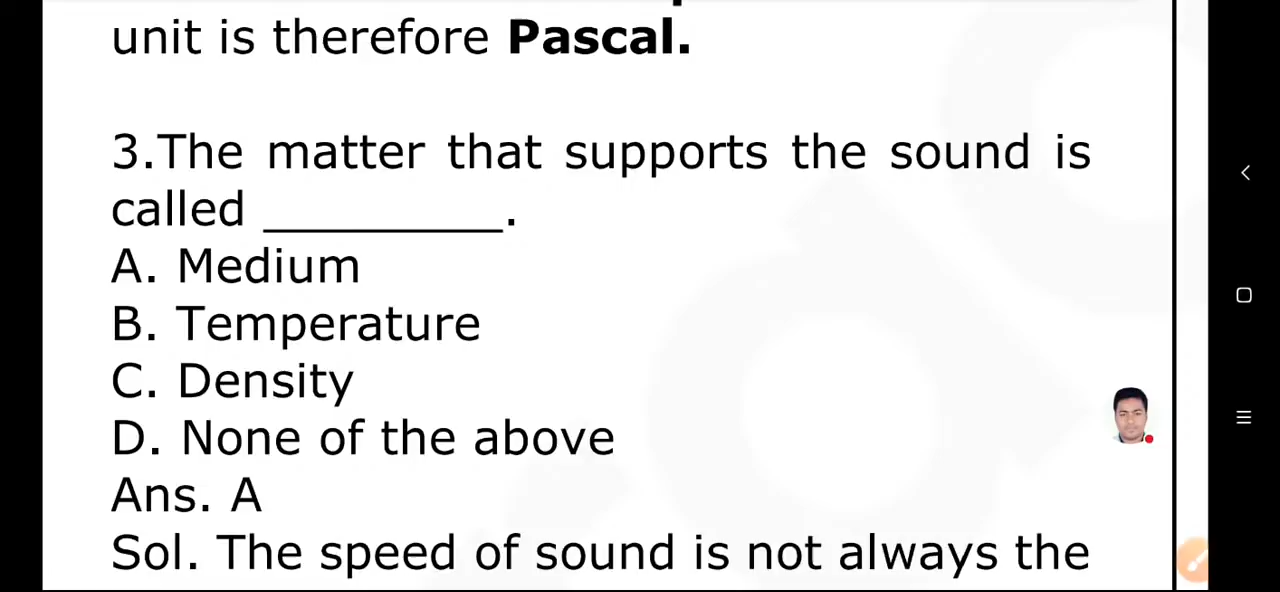 unit is therefore Pascal.
3.The matter that supports the sound is
called _________.
A. Medium
B. Temperature
C. Density
D. None of the above
Ans. A
Sol. The speed of sound is not always the